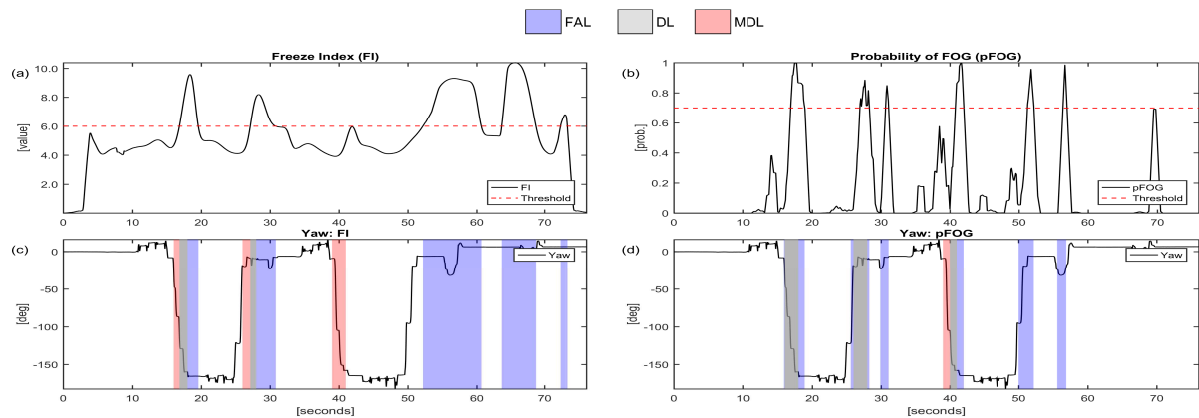 FAL DL MDL
Freeze Index (FI)
(a)
[value]
10.0
8.0
6.0
4.0
2.0
FI
Threshold
0 10 20 30 40 50 60 70
Probability of FOG (pFOG)
(b)
[prob.]
1
0.8
0.6
0.4
0.2
0
pFOG
Threshold
0 10 20 30 40 50 60 70
Yaw: FI
(c)
[deg]
0
-50
-100
-150
Yaw
0 10 20 30 40 50 60 70
[seconds]
Yaw: pFOG
(d)
[deg]
0
-50
-100
-150
Yaw
0 10 20 30 40 50 60 70
[seconds]